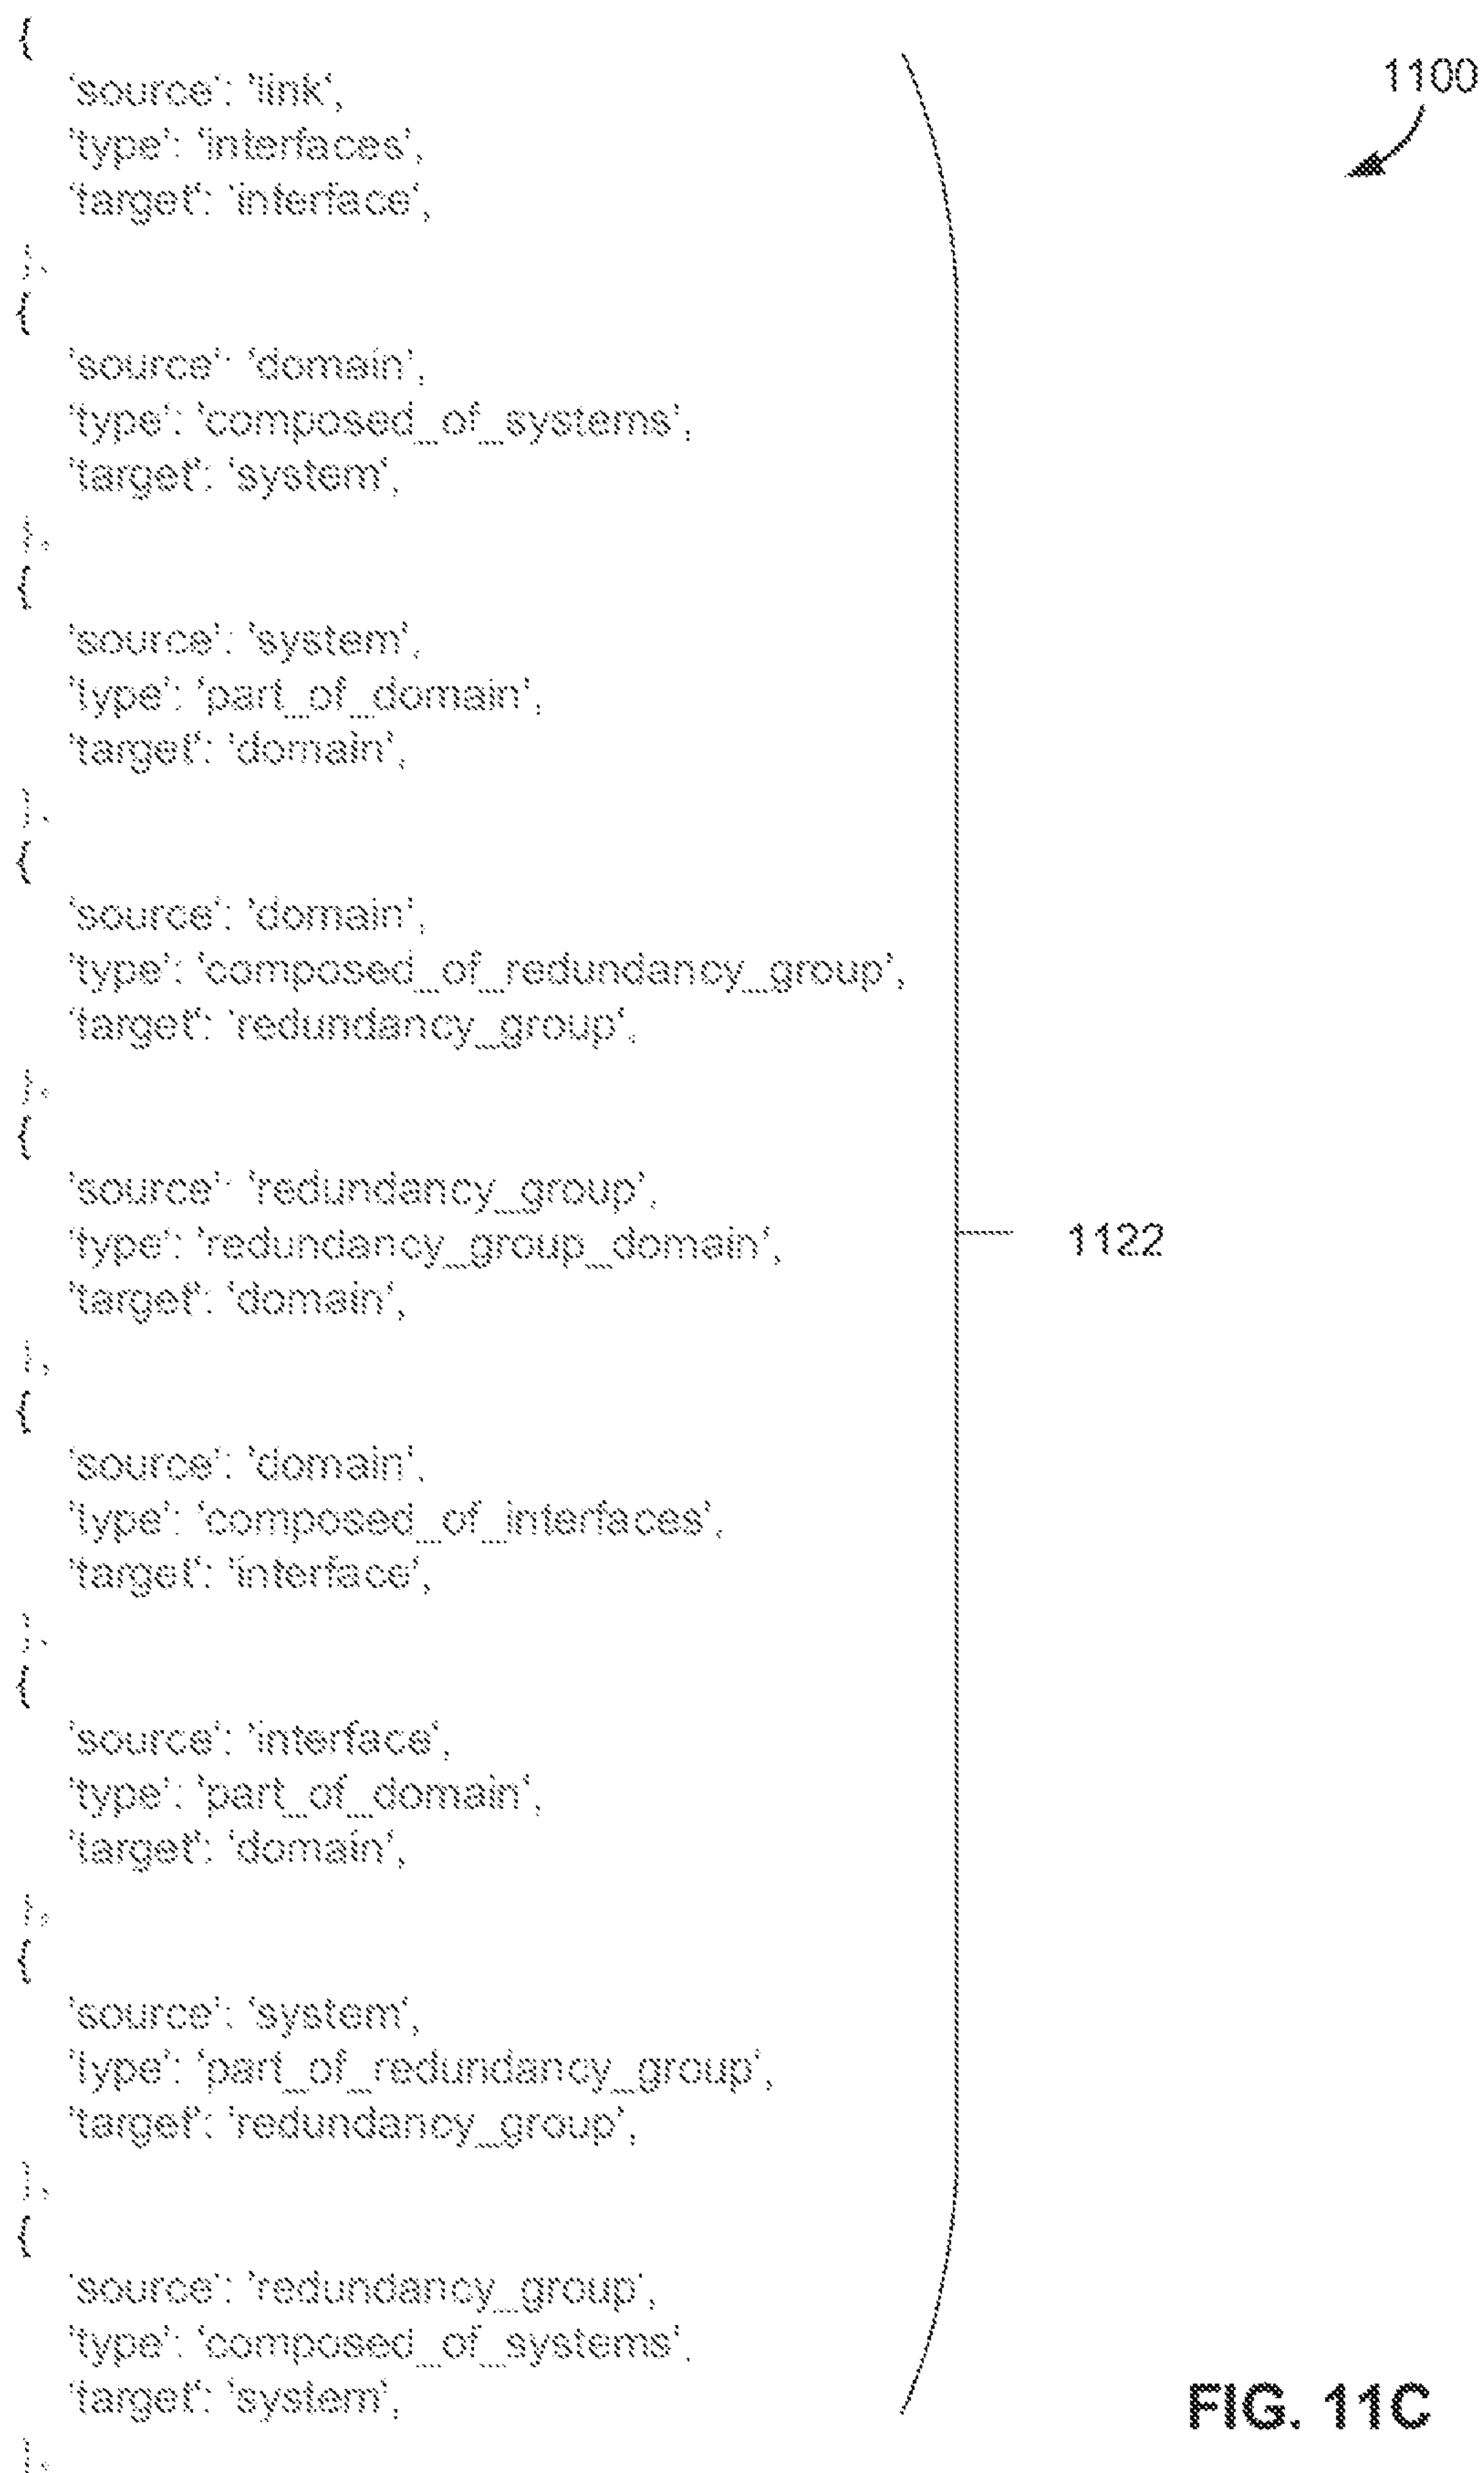 {
'source': 'link',
'type': 'interfaces',
'target': 'interface',
},
{
'source': 'domain',
'type': 'composed_of_systems',
'target': 'system',
},
{
'source': 'system',
'type': 'part_of_domain',
'target': 'domain',
},
{
'source': 'domain',
'type': 'composed_of_redundancy_group',
'target': 'redundancy_group',
},
{
'source': 'redundancy_group',
'type': 'redundancy_group_domain',
'target': 'domain',
},
{
'source': 'domain',
'type': 'composed_of_interfaces',
'target': 'interface',
},
{
'source': 'interface',
'type': 'part_of_domain',
'target': 'domain',
},
{
'source': 'system',
'type': 'part_of_redundancy_group',
'target': 'redundancy_group',
},
{
'source': 'redundancy_group',
'type': 'composed_of_systems',
'target': 'system',
},
1100
1122
FIG. 11C